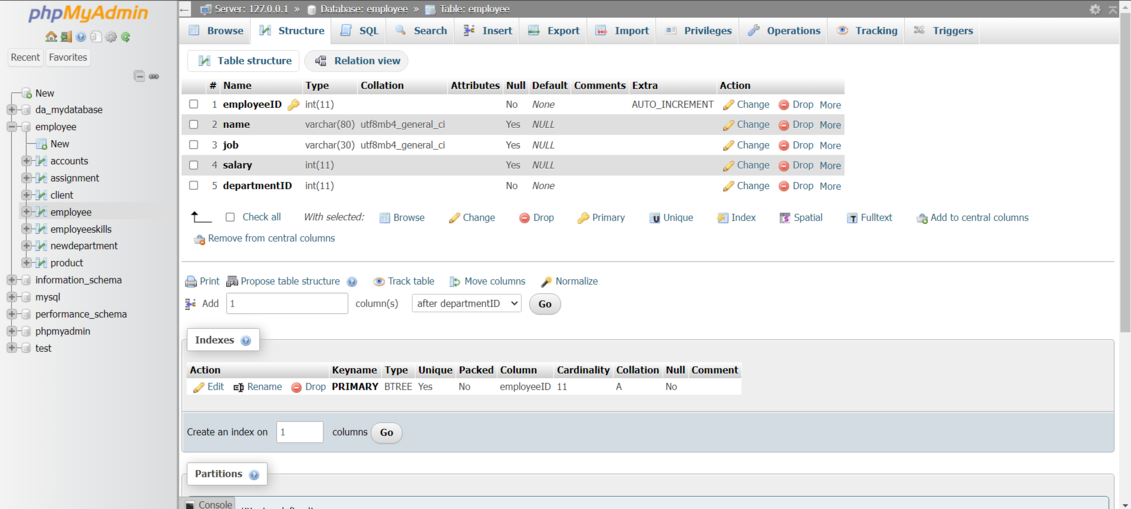 phpMyAdmin
Recent Favorites
New
da_mydatabase
employee
New
accounts
assignment
client
employee
employeeskills
newdepartment
product
information_schema
mysql
performance_schema
phpmyadmin
test
Server: 127.0.0.1 » Database: employee » Table: employee
Browse Structure SQL Search Insert Export Import Privileges Operations Tracking Triggers
Table structure Relation view
# Name Type Collation Attributes Null Default Comments Extra Action
1 employeeID int(11) No None AUTO_INCREMENT Change Drop More
2 name varchar(80) utf8mb4_general_ci Yes NULL Change Drop More
3 job varchar(30) utf8mb4_general_ci Yes NULL Change Drop More
4 salary int(11) Yes NULL Change Drop More
5 departmentID int(11) No None Change Drop More
Check all With selected: Browse Change Drop Primary Unique Index Spatial Fulltext Add to central columns
Remove from central columns
Print Propose table structure Track table Move columns Normalize
Add 1 column(s) after departmentID Go
Indexes
Action Keyname Type Unique Packed Column Cardinality Collation Null Comment
Edit Rename Drop PRIMARY BTREE Yes No employeeID 11 A No
Create an index on 1 columns Go
Partitions
Console